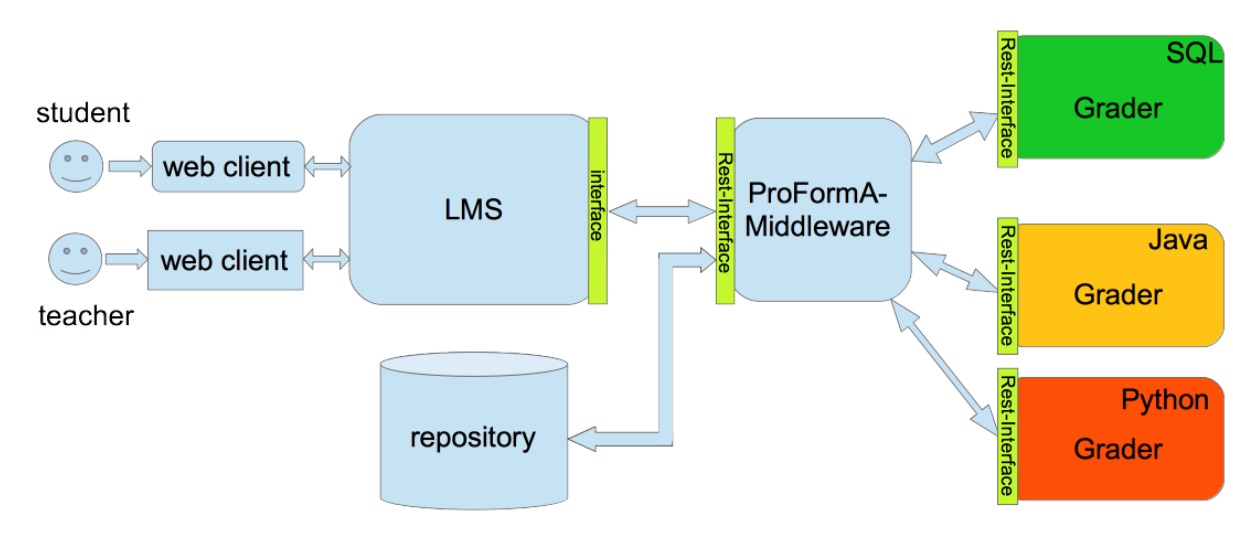 student
web client
teacher
web client
LMS
interface
Rest-Interface
ProFormA-
Middleware
repository
Rest-Interface
SQL
Grader
Rest-Interface
Java
Grader
Rest-Interface
Python
Grader